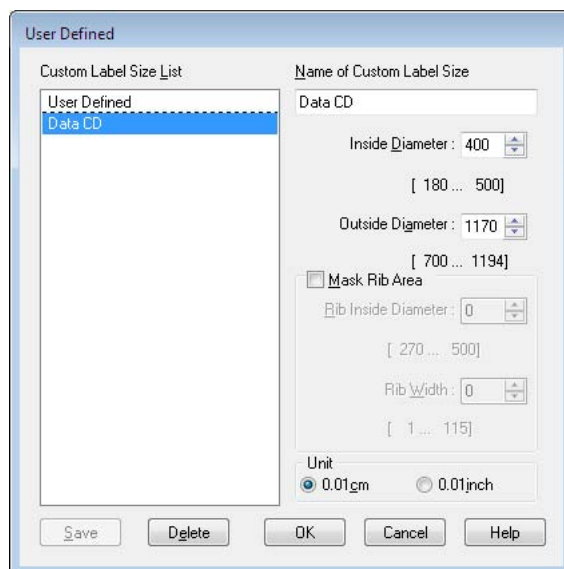 User Defined
Custom Label Size List
User Defined
Data CD
Name of Custom Label Size
Data CD
Inside Diameter : 400
[ 180 ... 500]
Outside Diameter : 1170
[ 700 ... 1194]
Mask Rib Area
Rib Inside Diameter : 0
[ 270 ... 500]
Rib Width : 0
[ 1 ... 115]
Unit
0.01cm 0.01inch
Save Delete OK Cancel Help